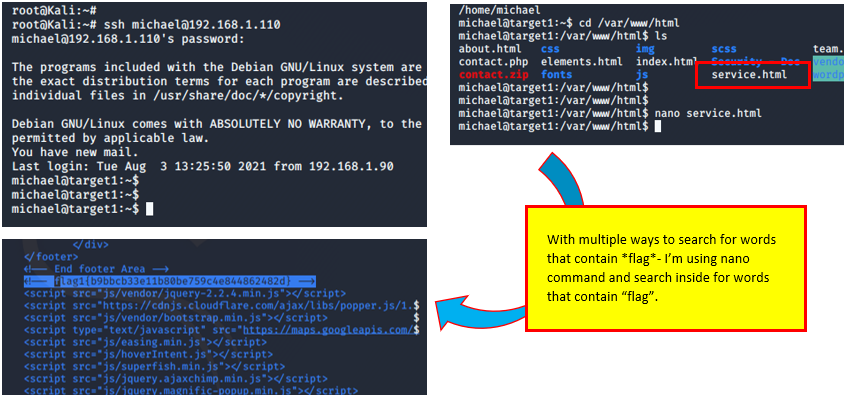 root@Kali:~#
root@Kali:~# ssh michael@192.168.1.110
michael@192.168.1.110's password:
The programs included with the Debian GNU/Linux system are
the exact distribution terms for each program are described
individual files in /usr/share/doc/*/copyright.
Debian GNU/Linux comes with ABSOLUTELY NO WARRANTY, to the
permitted by applicable law.
You have new mail.
Last login: Tue Aug  3 13:25:50 2021 from 192.168.1.90
michael@target1:~$
michael@target1:~$
michael@target1:~$
/home/michael
michael@target1:~$ cd /var/www/html
michael@target1:/var/www/html$ ls
about.html css img scss team.
contact.php elements.html index.html Security - Doc vendo
contact.zip fonts js service.html wordp
michael@target1:/var/www/html$
michael@target1:/var/www/html$
michael@target1:/var/www/html$ nano service.html
michael@target1:/var/www/html$
With multiple ways to search for words
that contain *flag*- I'm using nano
command and search inside for words
that contain "flag".
</div>
</footer>
<!-- End footer Area -->
<!-- flag1{b9bbcb33e11b80be759c4e844862482d} -->
<script src="js/vendor/jquery-2.2.4.min.js"></script>
<script src="https://cdnjs.cloudflare.com/ajax/libs/popper.js/1.$
<script src="js/vendor/bootstrap.min.js"></script>
<script type="text/javascript" src="https://maps.googleapis.com/$
<script src="js/easing.min.js"></script>
<script src="js/hoverIntent.js"></script>
<script src="js/superfish.min.js"></script>
<script src="js/jquery.ajaxchimp.min.js"></script>
<script src="js/jquery.magnific-popup.min.js"></script>